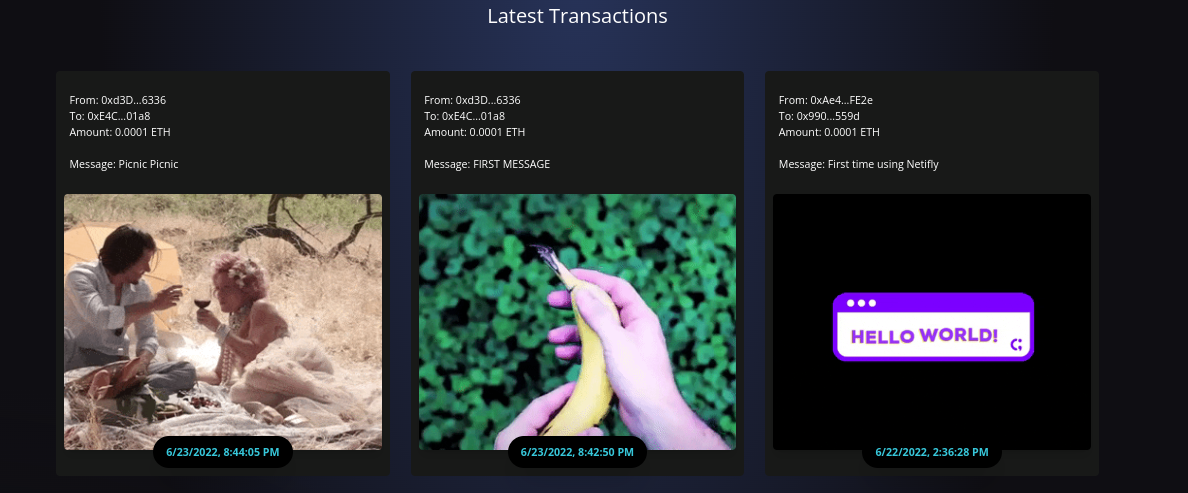 Latest Transactions
From: 0xd3D...6336
To: 0xE4C...01a8
Amount: 0.0001 ETH
Message: Picnic Picnic
6/23/2022, 8:44:05 PM
From: 0xd3D...6336
To: 0xE4C...01a8
Amount: 0.0001 ETH
Message: FIRST MESSAGE
6/23/2022, 8:42:50 PM
From: 0xAe4...FE2e
To: 0x990...559d
Amount: 0.0001 ETH
Message: First time using Netifly
HELLO WORLD!
6/22/2022, 2:36:28 PM